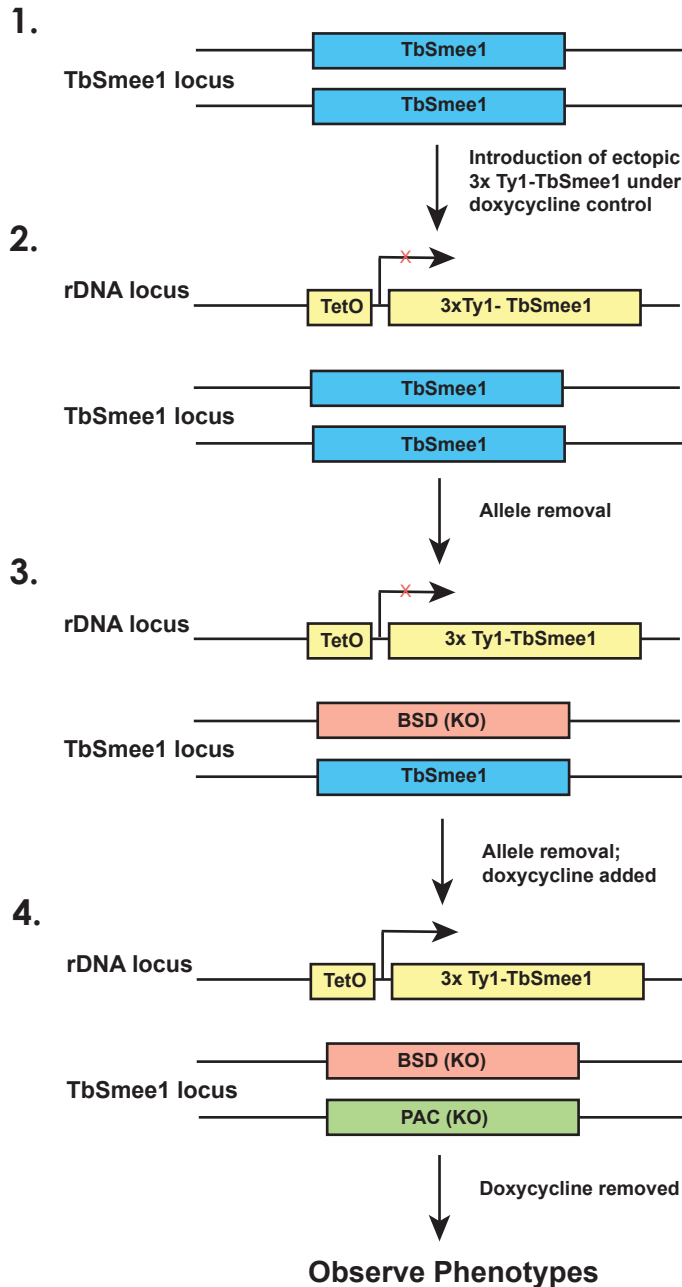 1.
TbSmee1
TbSmee1 locus
TbSmee1
Introduction of ectopic
3x Ty1-TbSmee1 under
doxycycline control
2.
X
rDNA locus
TetO
3xTy1- TbSmee1
TbSmee1
TbSmee1 locus
TbSmee1
Allele removal
3.
X
rDNA locus
TetO
3x Ty1-TbSmee1
BSD (KO)
TbSmee1 locus
TbSmee1
Allele removal;
doxycycline added
4.
rDNA locus
TetO
3x Ty1-TbSmee1
BSD (KO)
TbSmee1 locus
PAC (KO)
Doxycycline removed
Observe Phenotypes